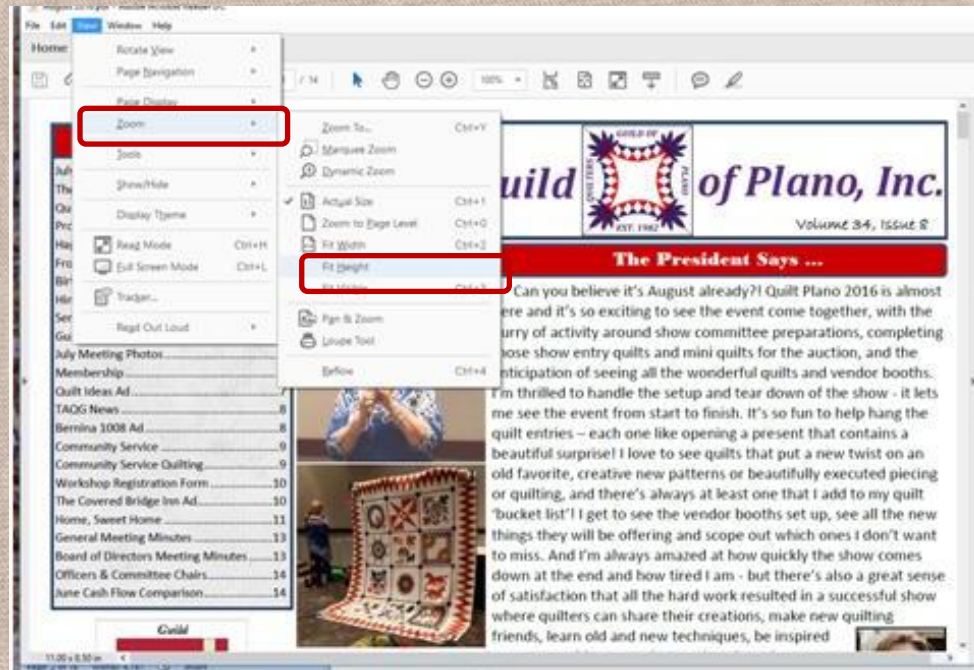 File Edit View Window Help
Home
Rotate View
Page Navigation
Page Display
Zoom
Tools
Show/Hide
Display Theme
Read Mode Ctrl+H
Full Screen Mode Ctrl+L
Tracker...
Read Out Loud
/ 14
100%
Zoom To... Ctrl+Y
Marquee Zoom
Dynamic Zoom
Actual Size Ctrl+1
Zoom to Page Level Ctrl+0
Fit Width Ctrl+2
Fit Height
Fit Visible Ctrl+3
Pan & Zoom
Loupe Tool
Reflow Ctrl+4
July Meeting Photos
Membership
Quilt Ideas Ad 7
TAQG News 8
Bernina 1008 Ad 8
Community Service 9
Community Service Quilting 9
Workshop Registration Form 10
The Covered Bridge Inn Ad 10
Home, Sweet Home 11
General Meeting Minutes 13
Board of Directors Meeting Minutes 13
Officers & Committee Chairs 14
June Cash Flow Comparison 14
Guild
11.00 x 8.50 in
uild of Plano, Inc.
GUILD OF
QUILTERS
PLANO
EST. 1982
Volume 34, Issue 8
The President Says ...
Can you believe it's August already?! Quilt Plano 2016 is almost
ere and it's so exciting to see the event come together, with the
urry of activity around show committee preparations, completing
hose show entry quilts and mini quilts for the auction, and the
nticipation of seeing all the wonderful quilts and vendor booths.
I'm thrilled to handle the setup and tear down of the show - it lets
me see the event from start to finish. It's so fun to help hang the
quilt entries – each one like opening a present that contains a
beautiful surprise! I love to see quilts that put a new twist on an
old favorite, creative new patterns or beautifully executed piecing
or quilting, and there's always at least one that I add to my quilt
'bucket list'! I get to see the vendor booths set up, see all the new
things they will be offering and scope out which ones I don't want
to miss. And I'm always amazed at how quickly the show comes
down at the end and how tired I am - but there's also a great sense
of satisfaction that all the hard work resulted in a successful show
where quilters can share their creations, make new quilting
friends, learn old and new techniques, be inspired